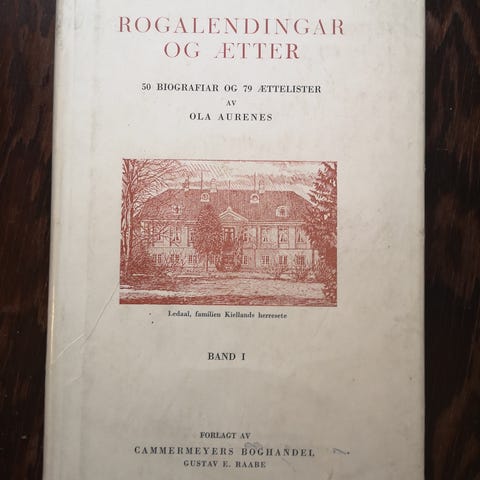 ROGALENDINGAR
OG ÆTTER
50 BIOGRAFIAR OG 79 ÆTTELISTER
AV
OLA AURENES
Ledaal, familien Kiellands herresete
BAND I
FORLAGT AV
CAMMERMEYERS BOGHANDEL
GUSTAV E. RAABE